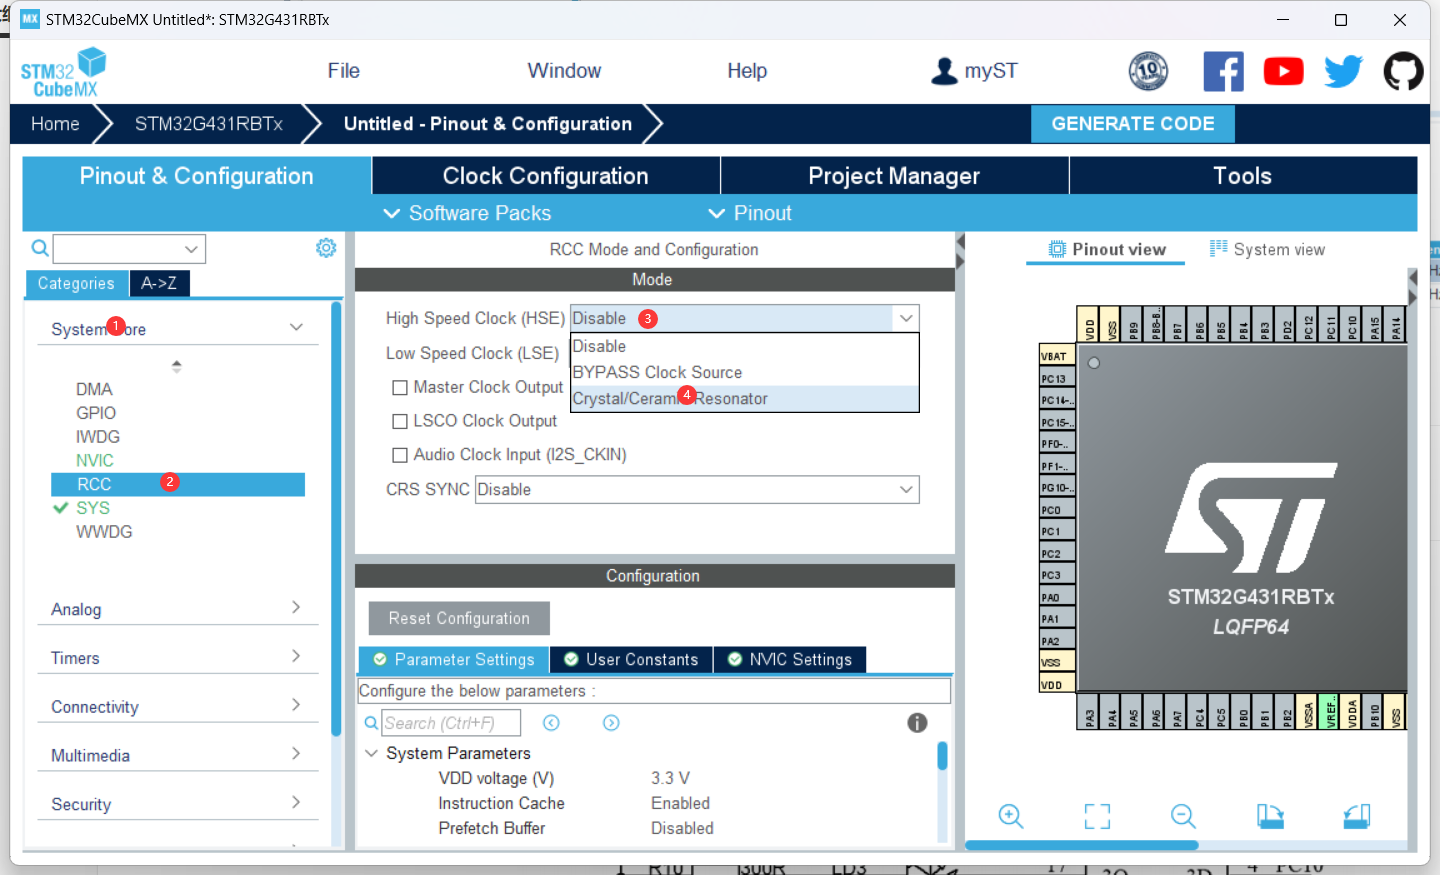 STM32CubeMX Untitled*: STM32G431RBTx
STM32 CubeMX
File
Window
Help
myST
10
Home
STM32G431RBTx
Untitled - Pinout & Configuration
GENERATE CODE
Pinout & Configuration
Clock Configuration
Project Manager
Tools
Software Packs
Pinout
Categories
A->Z
System
1
ore
DMA
GPIO
IWDG
NVIC
RCC
2
SYS
WWDG
Analog
Timers
Connectivity
Multimedia
Security
RCC Mode and Configuration
Mode
High Speed Clock (HSE)
Disable
3
Low Speed Clock (LSE)
Disable
BYPASS Clock Source
Crystal/Ceramic Resonator
4
Master Clock Output
LSCO Clock Output
Audio Clock Input (I2S_CKIN)
CRS SYNC
Disable
Configuration
Reset Configuration
Parameter Settings
User Constants
NVIC Settings
Configure the below parameters :
Search (Ctrl+F)
System Parameters
VDD voltage (V)
3.3 V
Instruction Cache
Enabled
Prefetch Buffer
Disabled
Pinout view
System view
VDD
VSS
PB9
PB8-B..
PB7
PB6
PB5
PB4
PB3
PD2
PC12
PC11
PC10
PA15
PA14
VBAT
PC13
PC14-..
PC15-..
PF0-..
PF1-..
PG10-..
PC0
PC1
PC2
PC3
PA0
PA1
PA2
VSS
VDD
STM32G431RBTx
LQFP64
PA3
PA4
PA5
PA6
PA7
PC4
PC5
PB0
PB1
PB2
VSSA
VREF..
VDDA
PB10
VSS